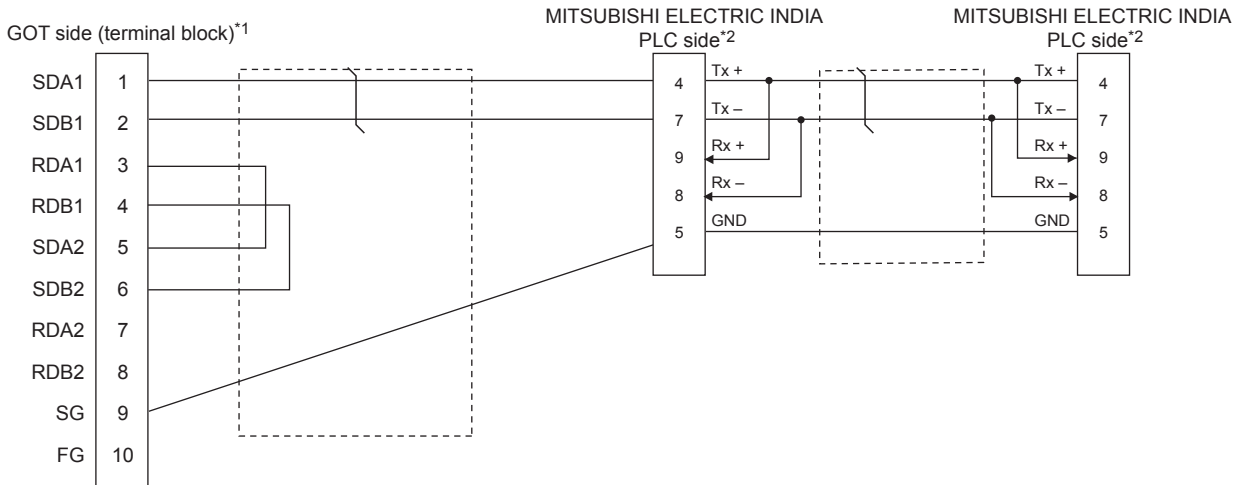 GOT side (terminal block)*1
SDA1 1
SDB1 2
RDA1 3
RDB1 4
SDA2 5
SDB2 6
RDA2 7
RDB2 8
SG 9
FG 10
MITSUBISHI ELECTRIC INDIA
PLC side*2
4 Tx +
7 Tx –
9 Rx +
8 Rx –
5 GND
MITSUBISHI ELECTRIC INDIA
PLC side*2
Tx + 4
Tx – 7
Rx + 9
Rx – 8
GND 5